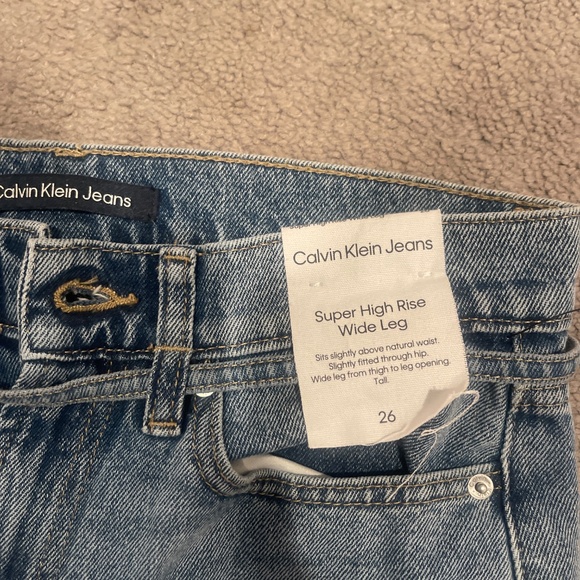 Calvin Klein Jeans
Calvin Klein Jeans
Super High Rise
Wide Leg
Sits slightly above natural waist.
Slightly fitted through hip.
Wide leg from thigh to leg opening.
Tall.
26